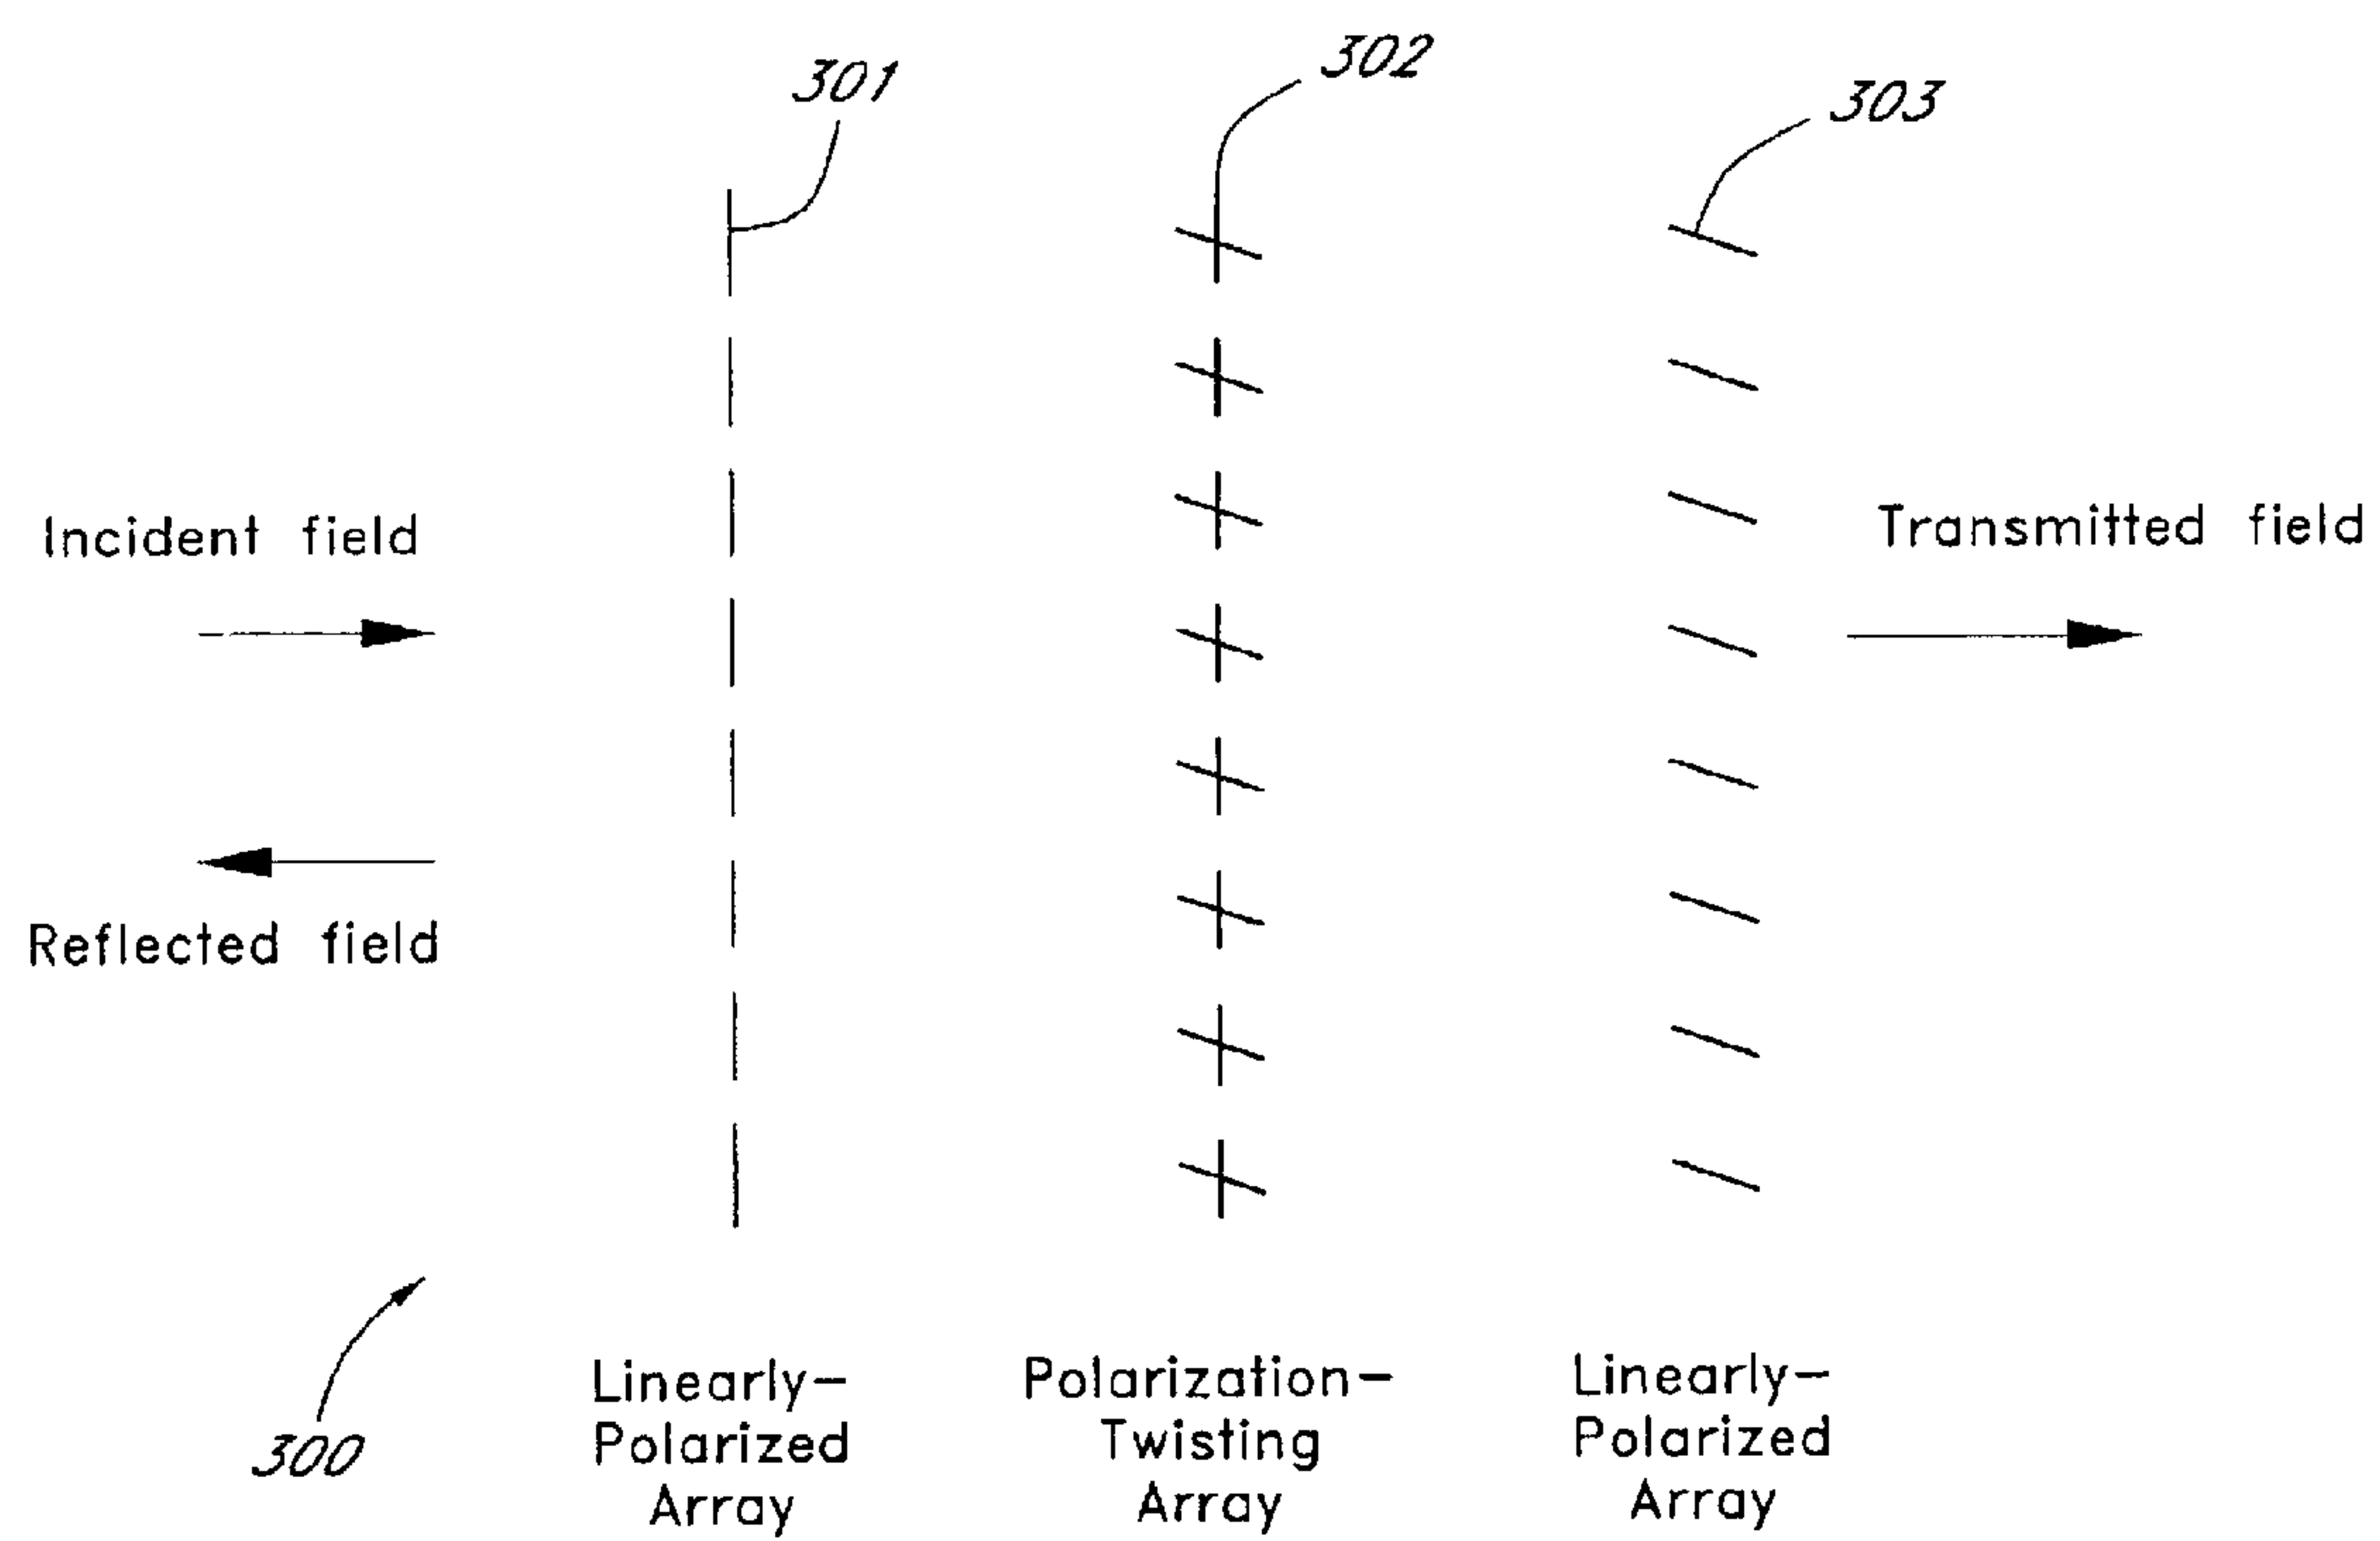 301
302
303
Incident field
Transmitted field
Reflected field
300
Linearly-
Polarized
Array
Polarization-
Twisting
Array
Linearly-
Polarized
Array